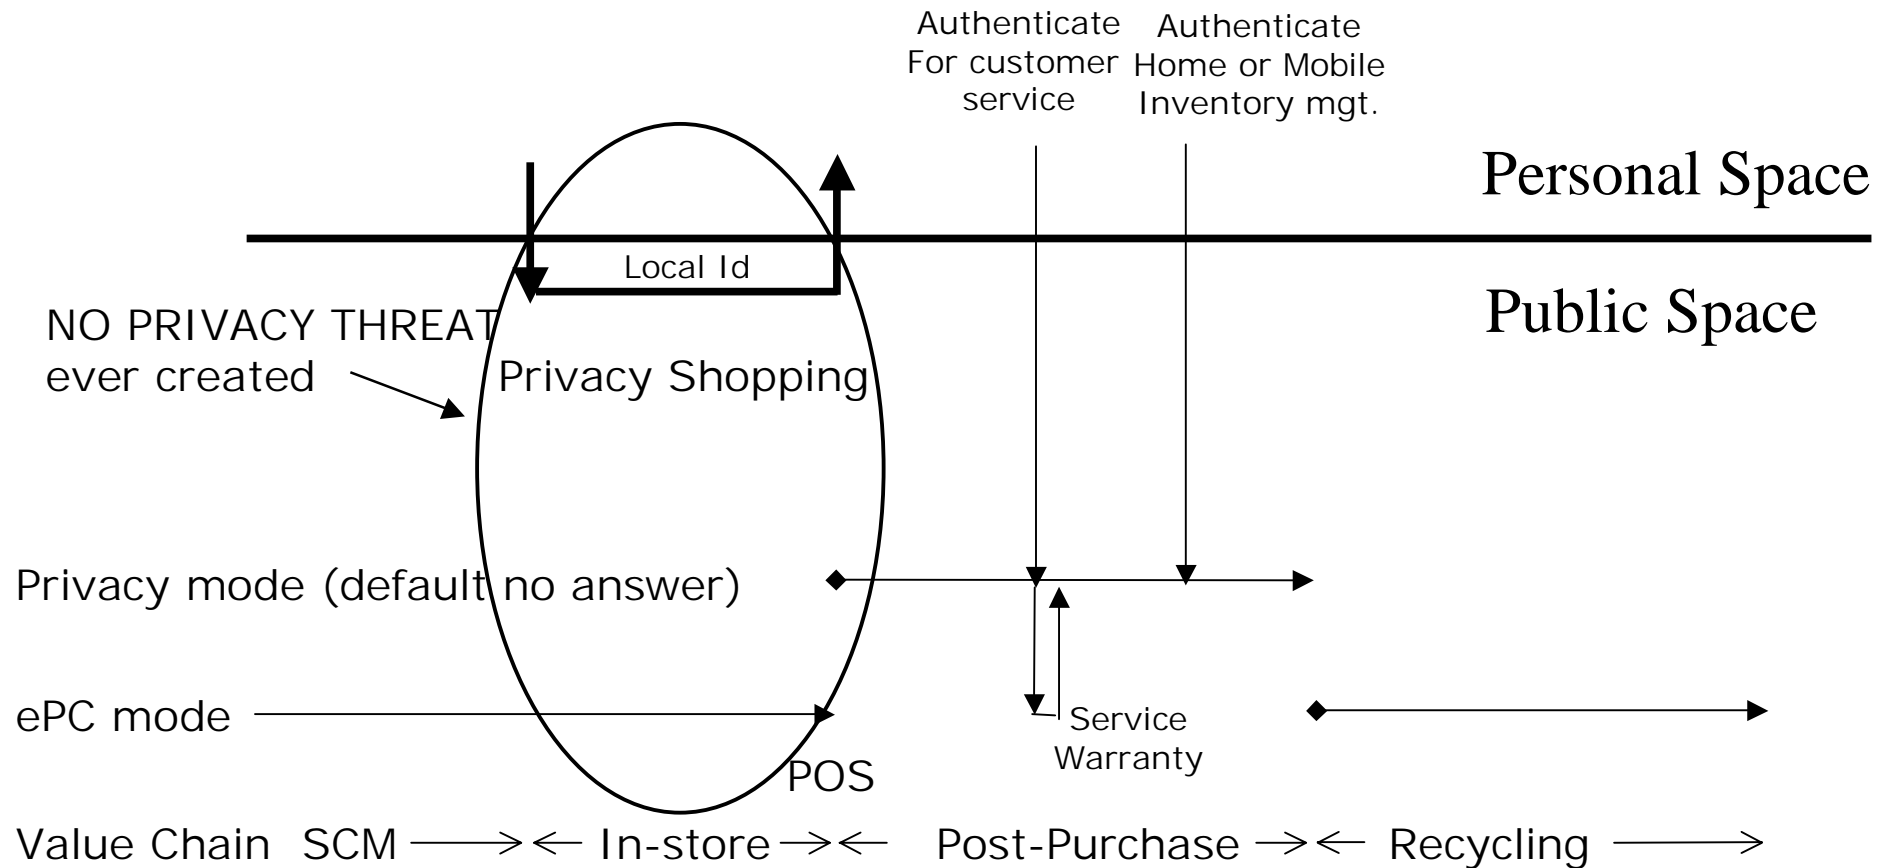 Authenticate
For customer
service
Authenticate
Home or Mobile
Inventory mgt.
Personal Space
Local Id
Public Space
NO PRIVACY THREAT
ever created
Privacy Shopping
Privacy mode (default no answer)
ePC mode
Service
Warranty
POS
Value Chain SCM In-store Post-Purchase Recycling